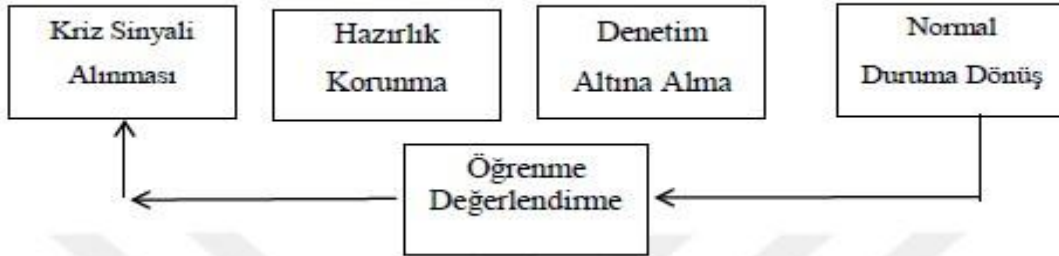 Kriz Sinyali
Alınması
Hazırlık
Korunma
Denetim
Altına Alma
Normal
Duruma Dönüş
Öğrenme
Değerlendirme